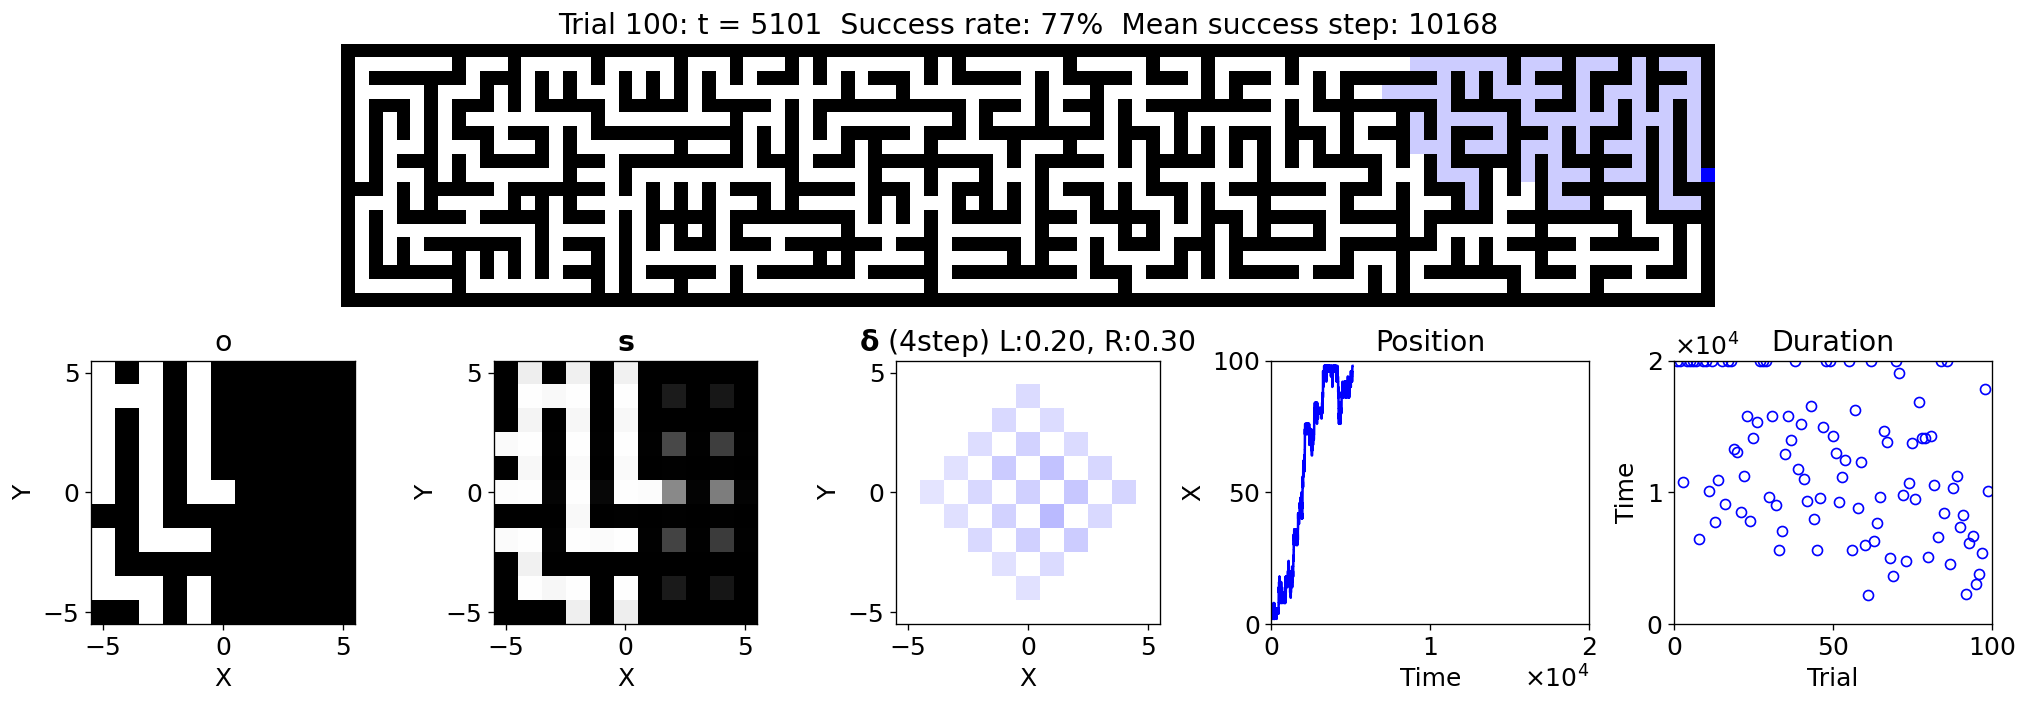 Trial 100: t = 5101  Success rate: 77%  Mean success step: 10168
o
s
δ (4step) L:0.20, R:0.30
Position
Duration
5
0
−5
Y
−5
0
5
X
5
0
−5
Y
−5
0
5
X
5
0
−5
Y
−5
0
5
X
100
50
0
X
0
1
2
Time
×10⁴
×10⁴
2
1
0
Time
0
50
100
Trial